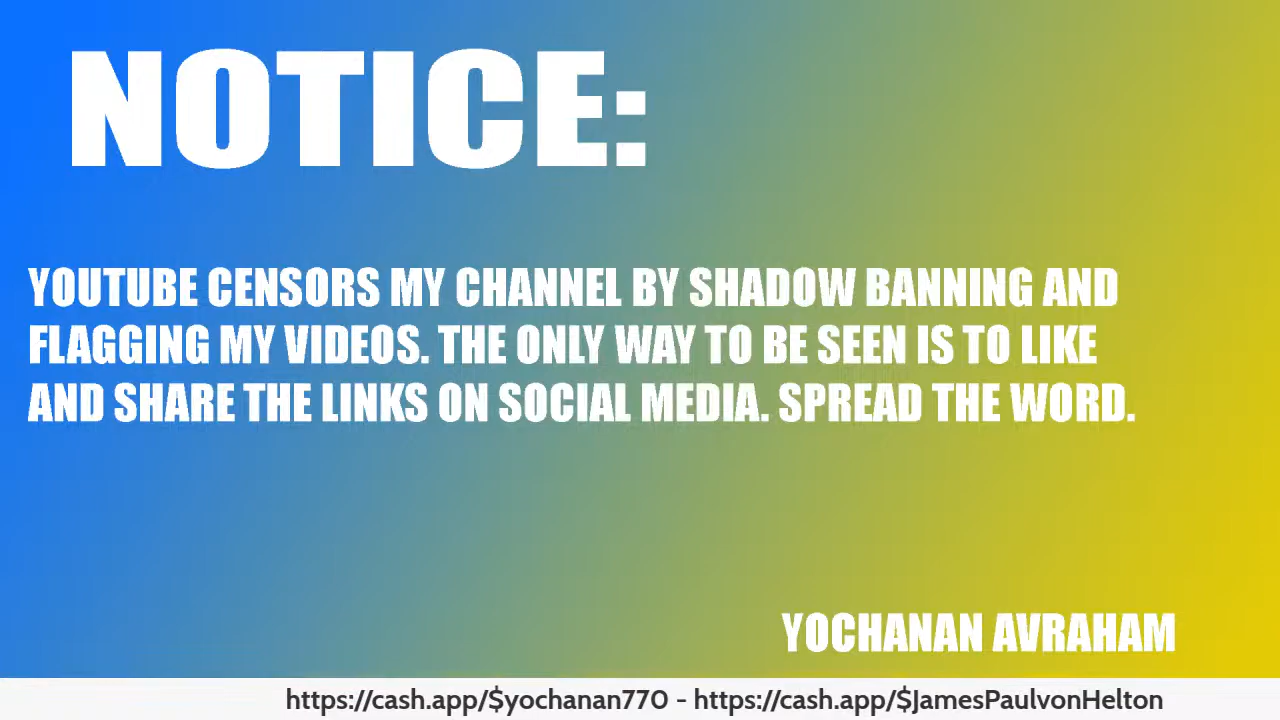 NOTICE:
YOUTUBE CENSORS MY CHANNEL BY SHADOW BANNING AND
FLAGGING MY VIDEOS. THE ONLY WAY TO BE SEEN IS TO LIKE
AND SHARE THE LINKS ON SOCIAL MEDIA. SPREAD THE WORD.
YOCHANAN AVRAHAM
https://cash.app/$yochanan770 - https://cash.app/$JamesPaulvonHelton